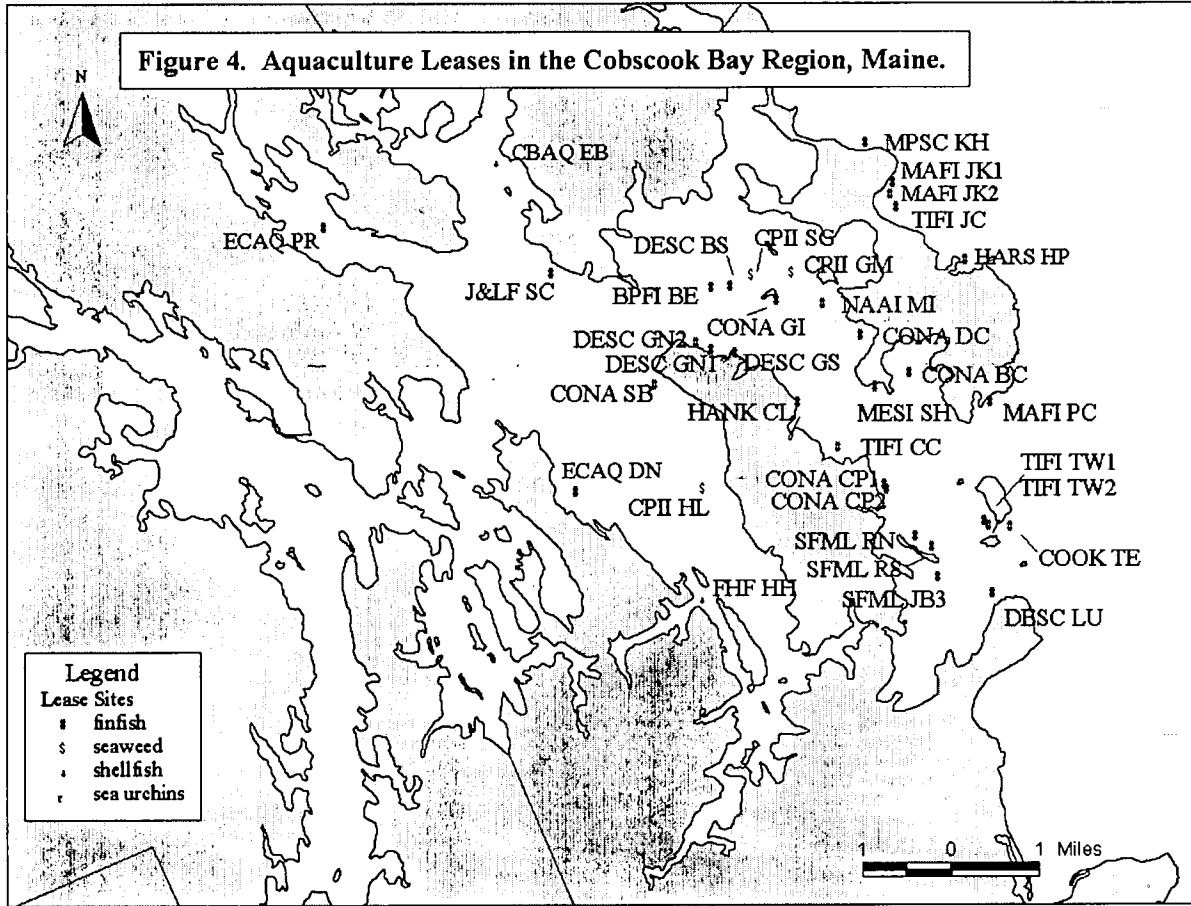 Figure 4. Aquaculture Leases in the Cobscook Bay Region, Maine.
N
MPSC KH
CBAQ EB
MAFI JK1
MAFI JK2
TIFI JC
ECAQ PR
DESC BS
CPII SG
CPII GM
HARS HP
J&LF SC
BPFI BE
NAAI MI
CONA GI
DESC GN2
CONA DC
DESC GN1
DESC GS
CONA BC
CONA SB
HANK CL
MESI SH
MAFI PC
TIFI CC
TIFI TW1
ECAQ DN
CONA CP1
TIFI TW2
CPII HL
CONA CP2
SFML RN
COOK TE
SFML RS
FHF HH
SFML JB3
DESC LU
Legend
Lease Sites
finfish
$ seaweed
shellfish
r sea urchins
1 0 1 Miles